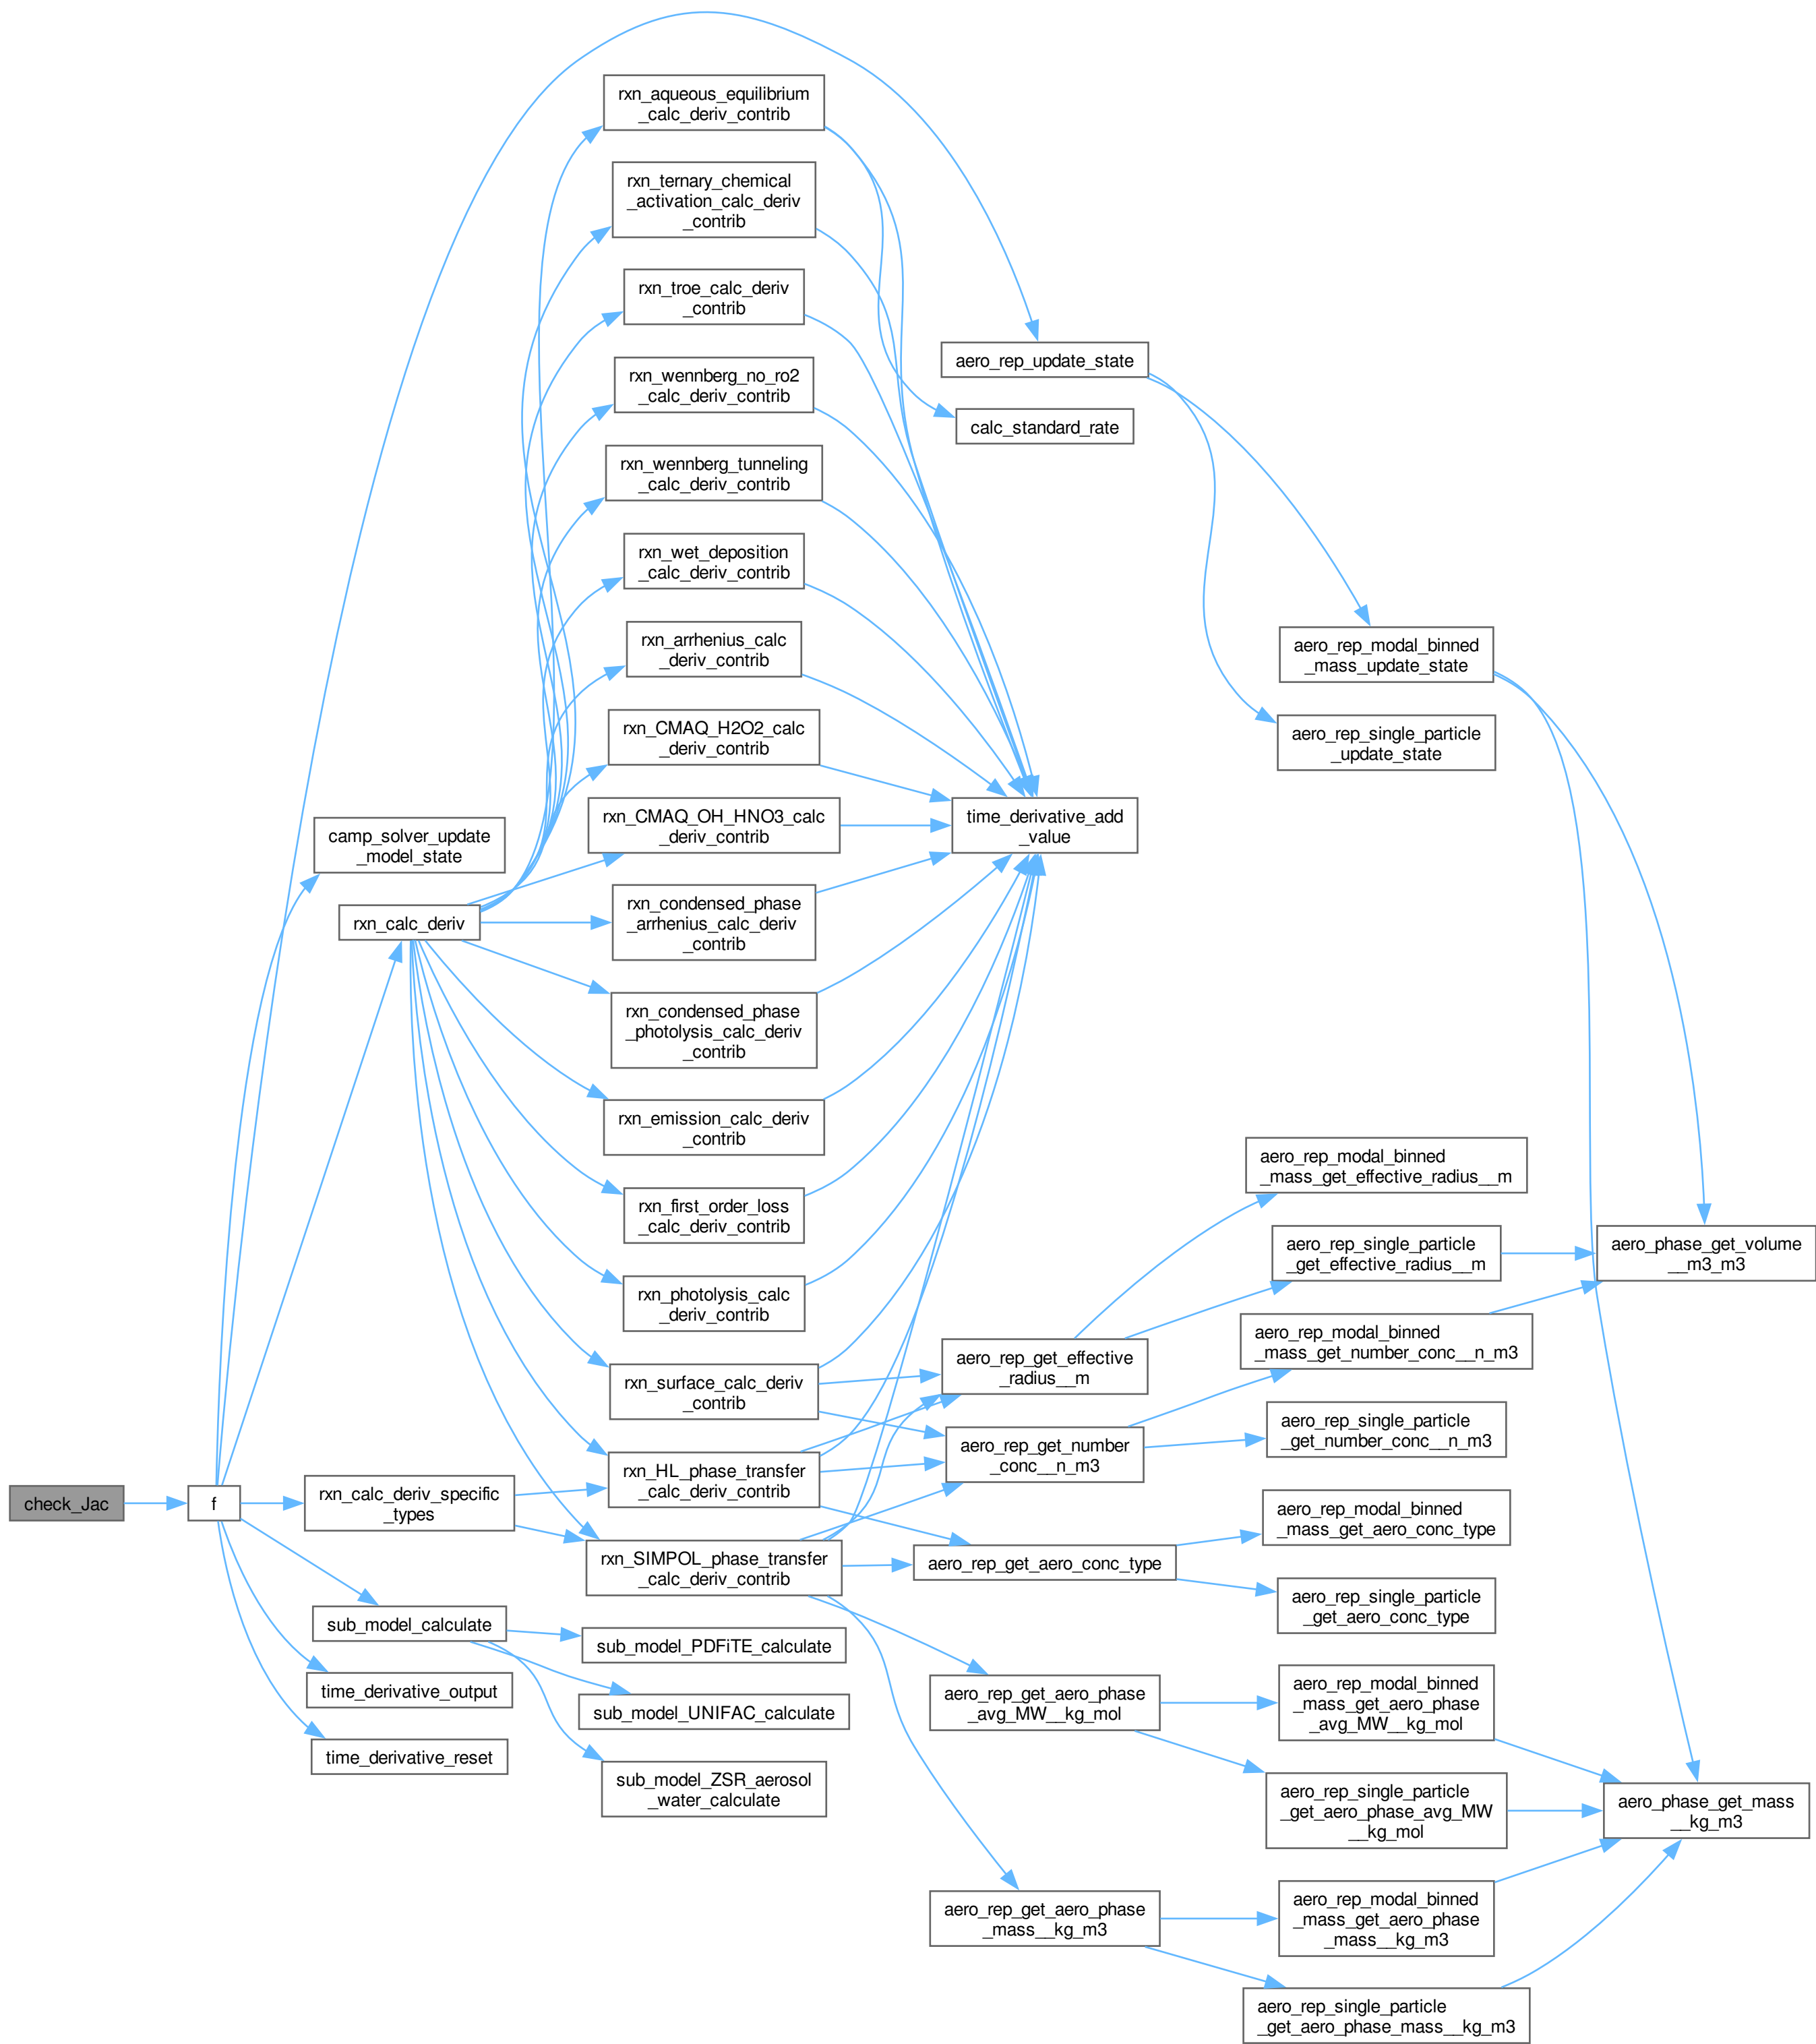 check_Jac
f
camp_solver_update
_model_state
rxn_calc_deriv
rxn_calc_deriv_specific
_types
sub_model_calculate
time_derivative_output
time_derivative_reset
rxn_aqueous_equilibrium
_calc_deriv_contrib
rxn_ternary_chemical
_activation_calc_deriv
_contrib
rxn_troe_calc_deriv
_contrib
rxn_wennberg_no_ro2
_calc_deriv_contrib
rxn_wennberg_tunneling
_calc_deriv_contrib
rxn_wet_deposition
_calc_deriv_contrib
rxn_arrhenius_calc
_deriv_contrib
rxn_CMAQ_H2O2_calc
_deriv_contrib
rxn_CMAQ_OH_HNO3_calc
_deriv_contrib
rxn_condensed_phase
_arrhenius_calc_deriv
_contrib
rxn_condensed_phase
_photolysis_calc_deriv
_contrib
rxn_emission_calc_deriv
_contrib
rxn_first_order_loss
_calc_deriv_contrib
rxn_photolysis_calc
_deriv_contrib
rxn_surface_calc_deriv
_contrib
rxn_HL_phase_transfer
_calc_deriv_contrib
rxn_SIMPOL_phase_transfer
_calc_deriv_contrib
sub_model_PDFiTE_calculate
sub_model_UNIFAC_calculate
sub_model_ZSR_aerosol
_water_calculate
aero_rep_update_state
calc_standard_rate
time_derivative_add
_value
aero_rep_get_effective
_radius__m
aero_rep_get_number
_conc__n_m3
aero_rep_get_aero_conc_type
aero_rep_get_aero_phase
_avg_MW__kg_mol
aero_rep_get_aero_phase
_mass__kg_m3
aero_rep_modal_binned
_mass_update_state
aero_rep_single_particle
_update_state
aero_rep_modal_binned
_mass_get_effective_radius__m
aero_rep_single_particle
_get_effective_radius__m
aero_rep_modal_binned
_mass_get_number_conc__n_m3
aero_rep_single_particle
_get_number_conc__n_m3
aero_rep_modal_binned
_mass_get_aero_conc_type
aero_rep_single_particle
_get_aero_conc_type
aero_rep_modal_binned
_mass_get_aero_phase
_avg_MW__kg_mol
aero_rep_single_particle
_get_aero_phase_avg_MW
__kg_mol
aero_rep_modal_binned
_mass_get_aero_phase
_mass__kg_m3
aero_rep_single_particle
_get_aero_phase_mass__kg_m3
aero_phase_get_volume
__m3_m3
aero_phase_get_mass
__kg_m3